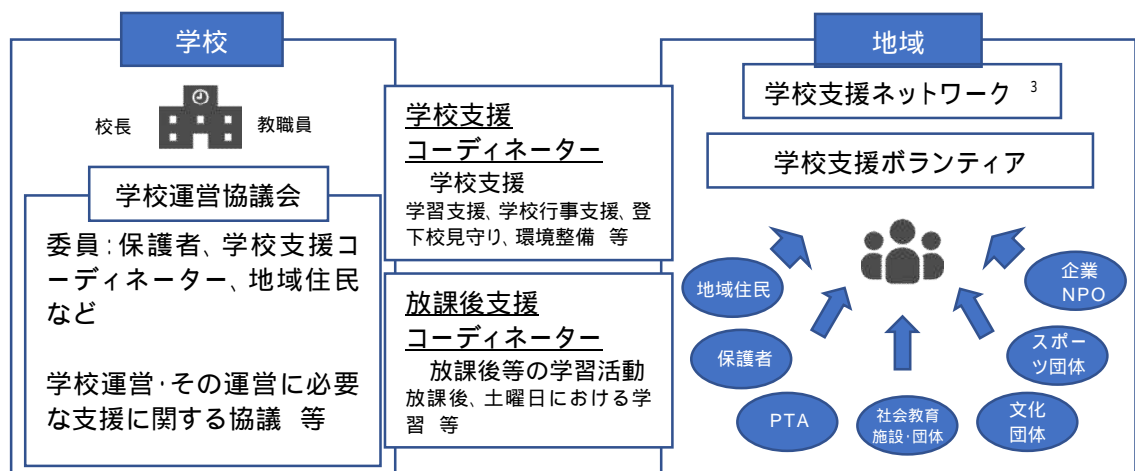 学校
校長
教職員
学校運営協議会
委員:保護者、学校支援コ
ーディネーター、地域住民
など
学校運営・その運営に必要
な支援に関する協議 等
学校支援
コーディネーター
学校支援
学習支援、学校行事支援、登
下校見守り、環境整備 等
放課後支援
コーディネーター
放課後等の学習活動
放課後、土曜日における学
習 等
地域
学校支援ネットワーク 3
学校支援ボランティア
地域住民
保護者
PTA
社会教育
施設・団体
文化
団体
スポー
ツ団体
企業
NPO